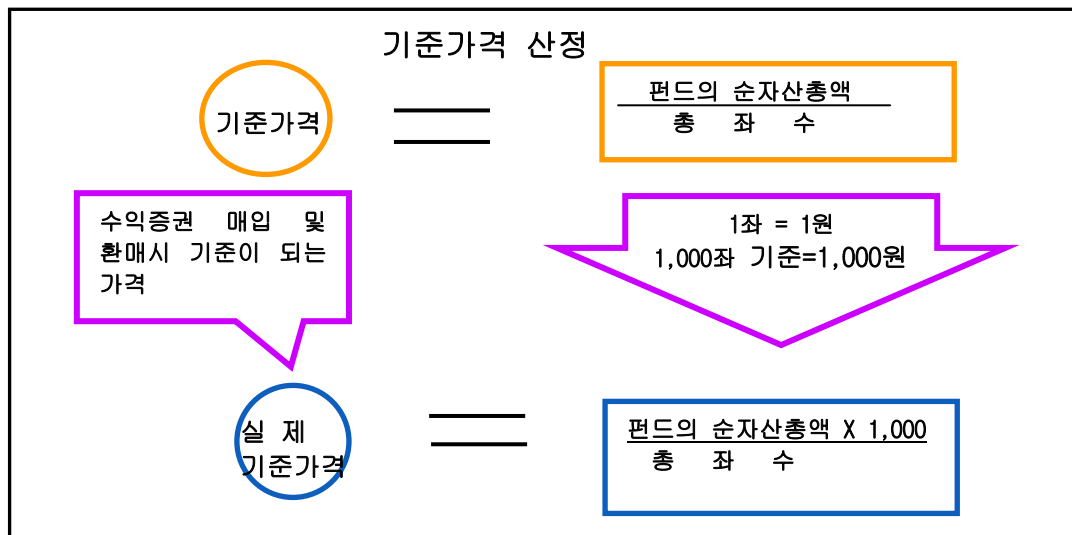 기준가격 산정
기준가격
펀드의 순자산총액
총 좌 수
수익증권 매입 및
환매시 기준이 되는
가격
1좌 = 1원
1,000좌 기준=1,000원
실 제
기준가격
펀드의 순자산총액 X 1,000
총 좌 수